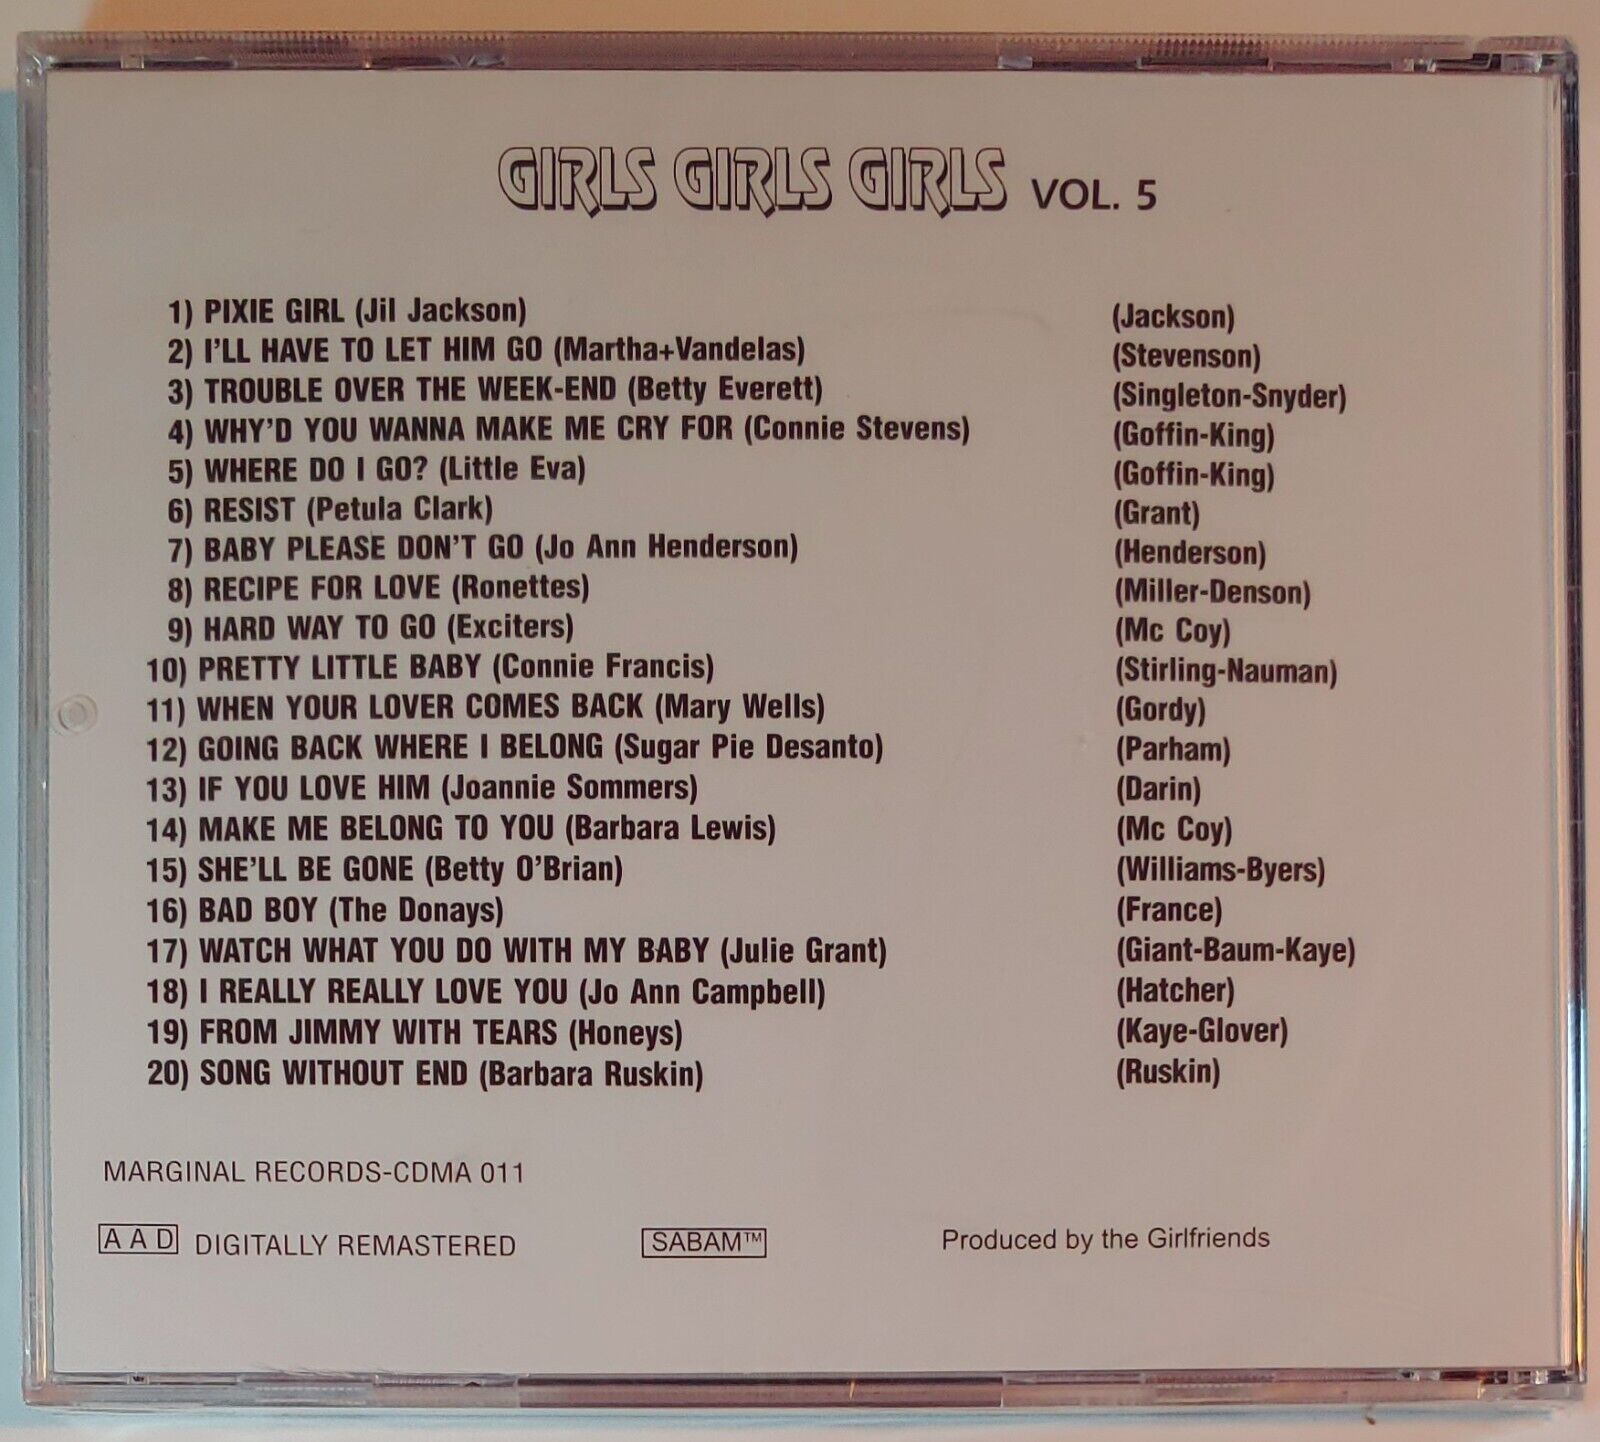 GIRLS GIRLS GIRLS VOL. 5
1) PIXIE GIRL (Jil Jackson) (Jackson)
2) I'LL HAVE TO LET HIM GO (Martha+Vandelas) (Stevenson)
3) TROUBLE OVER THE WEEK-END (Betty Everett) (Singleton-Snyder)
4) WHY'D YOU WANNA MAKE ME CRY FOR (Connie Stevens) (Goffin-King)
5) WHERE DO I GO? (Little Eva) (Goffin-King)
6) RESIST (Petula Clark) (Grant)
7) BABY PLEASE DON'T GO (Jo Ann Henderson) (Henderson)
8) RECIPE FOR LOVE (Ronettes) (Miller-Denson)
9) HARD WAY TO GO (Exciters) (Mc Coy)
10) PRETTY LITTLE BABY (Connie Francis) (Stirling-Nauman)
11) WHEN YOUR LOVER COMES BACK (Mary Wells) (Gordy)
12) GOING BACK WHERE I BELONG (Sugar Pie Desanto) (Parham)
13) IF YOU LOVE HIM (Joannie Sommers) (Darin)
14) MAKE ME BELONG TO YOU (Barbara Lewis) (Mc Coy)
15) SHE'LL BE GONE (Betty O'Brian) (Williams-Byers)
16) BAD BOY (The Donays) (France)
17) WATCH WHAT YOU DO WITH MY BABY (Julie Grant) (Giant-Baum-Kaye)
18) I REALLY REALLY LOVE YOU (Jo Ann Campbell) (Hatcher)
19) FROM JIMMY WITH TEARS (Honeys) (Kaye-Glover)
20) SONG WITHOUT END (Barbara Ruskin) (Ruskin)
MARGINAL RECORDS-CDMA 011
AAD DIGITALLY REMASTERED SABAM™ Produced by the Girlfriends